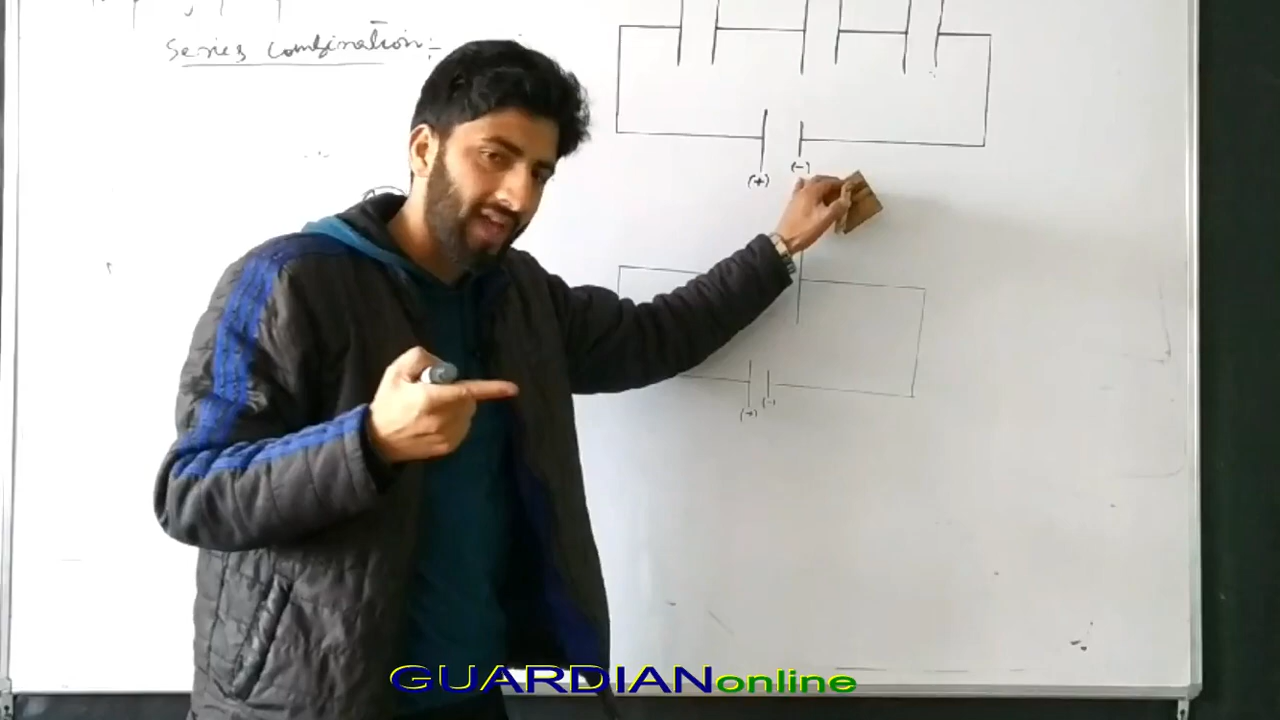 Series Combination:-
(+) (-)
(+) (-)
GUARDIANonline